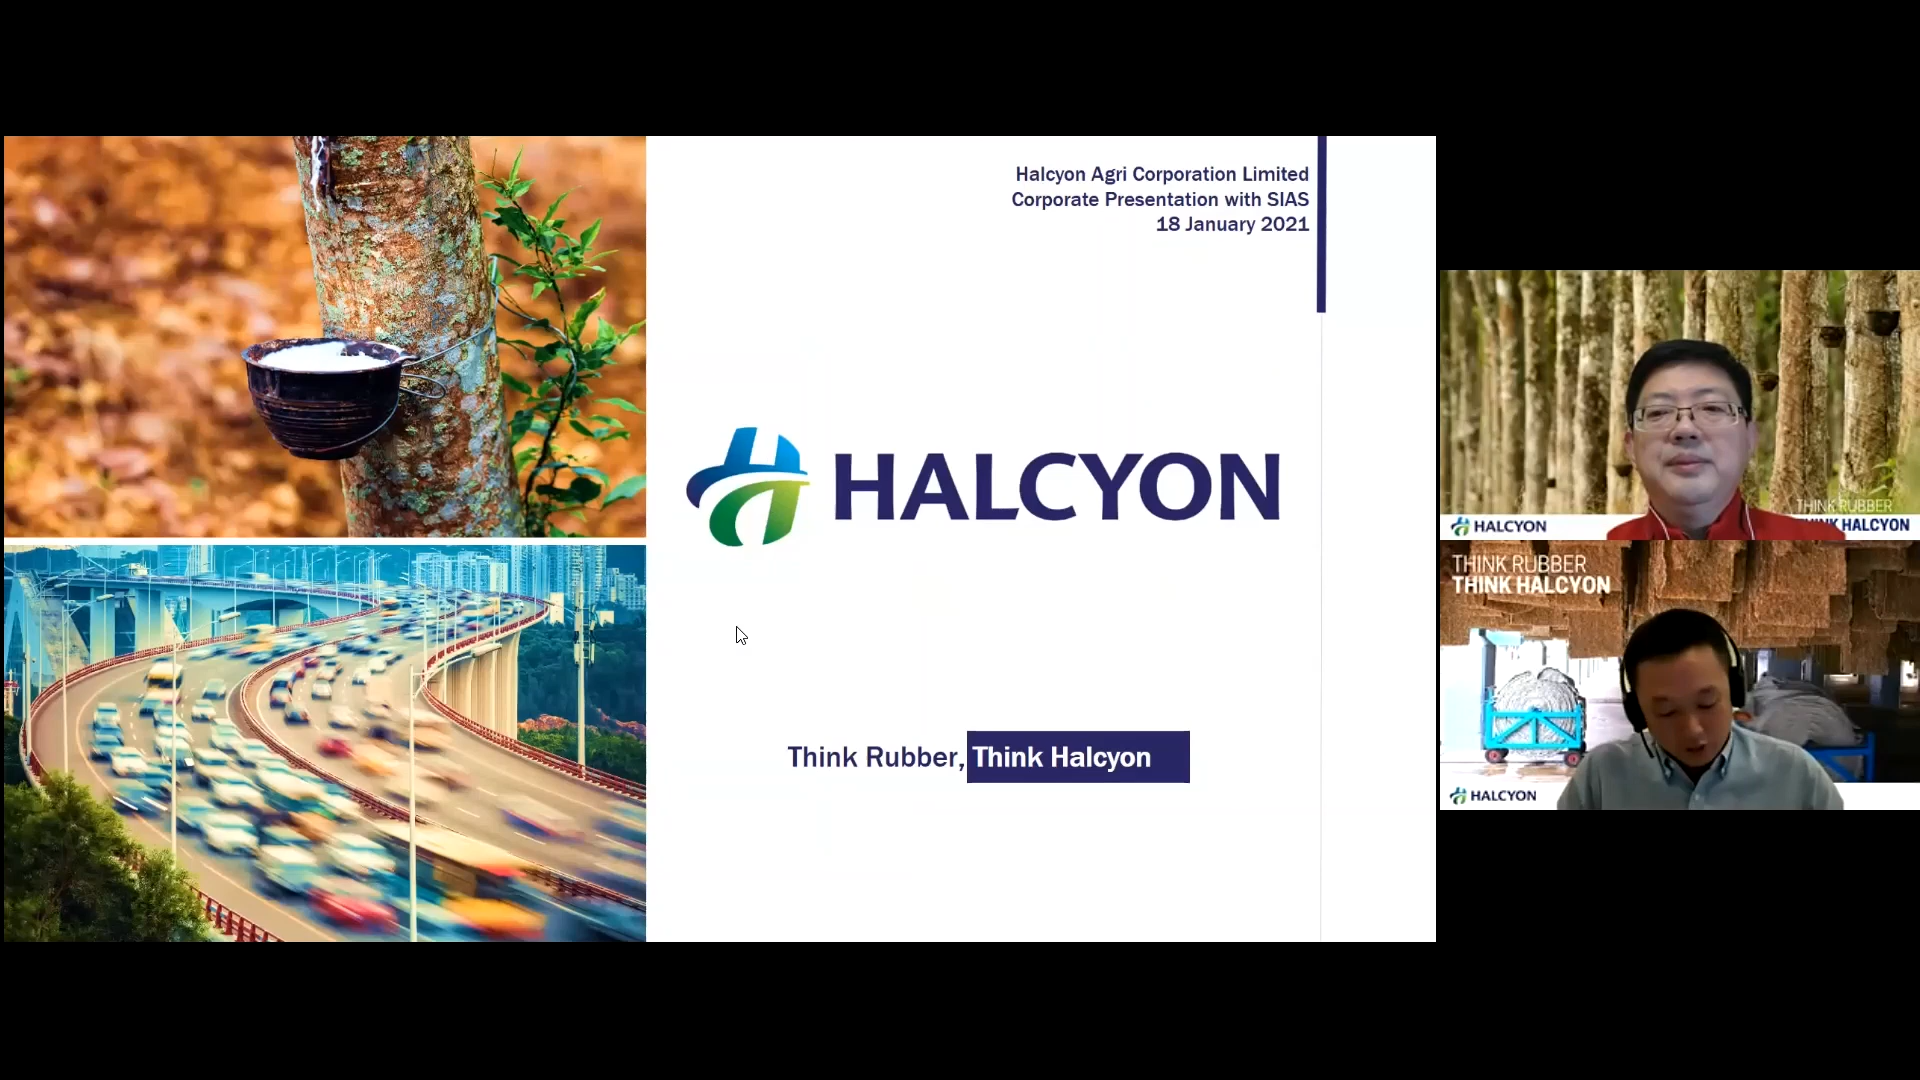 Halcyon Agri Corporation Limited
Corporate Presentation with SIAS
18 January 2021
HALCYON
Think Rubber, Think Halcyon
THINK RUBBER
THINK HALCYON
HALCYON
THINK RUBBER
THINK HALCYON
HALCYON